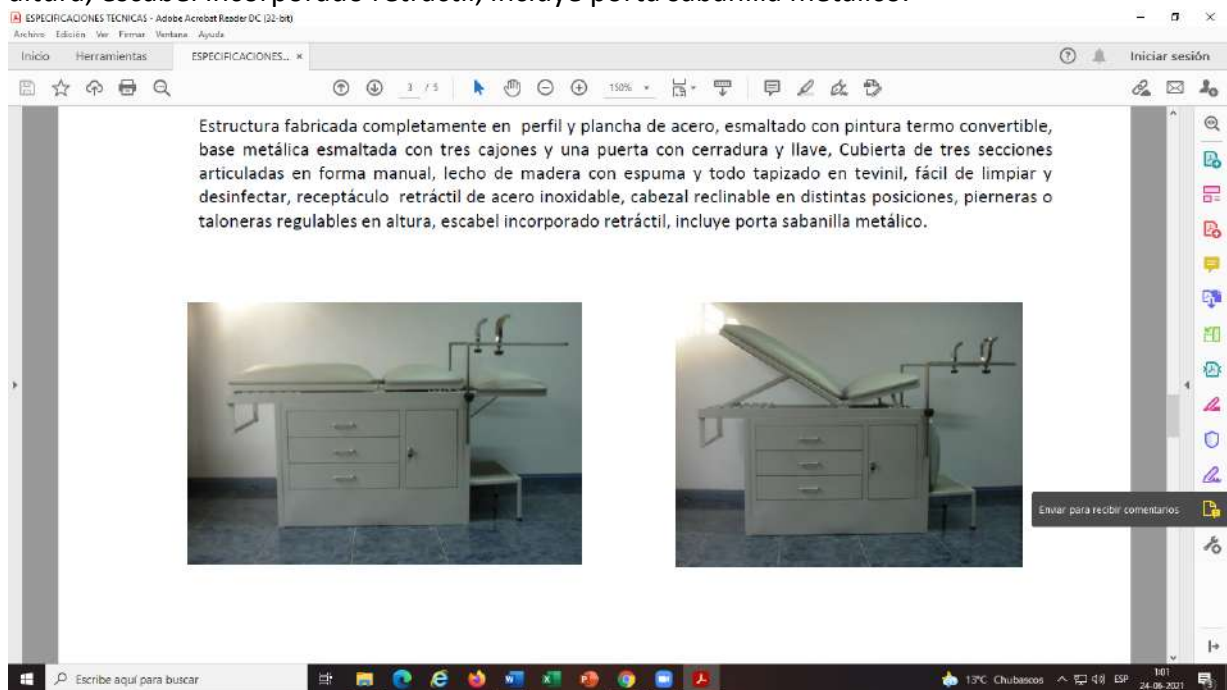 altura, escabel incorporado retráctil, incluye porta sabanilla metálico.
ESPECIFICACIONES TECNICAS - Adobe Acrobat Reader DC (32-bit)
Archivo Edición Ver Firmar Ventana Ayuda
Inicio Herramientas ESPECIFICACIONES... × Iniciar sesión
3 / 5 150%
Estructura fabricada completamente en perfil y plancha de acero, esmaltado con pintura termo convertible,
base metálica esmaltada con tres cajones y una puerta con cerradura y llave, Cubierta de tres secciones
articuladas en forma manual, lecho de madera con espuma y todo tapizado en tevinil, fácil de limpiar y
desinfectar, receptáculo retráctil de acero inoxidable, cabezal reclinable en distintas posiciones, pierneras o
taloneras regulables en altura, escabel incorporado retráctil, incluye porta sabanilla metálico.
Enviar para recibir comentarios
Escribe aquí para buscar
13°C Chubascos ESP 1:01
24-06-2021